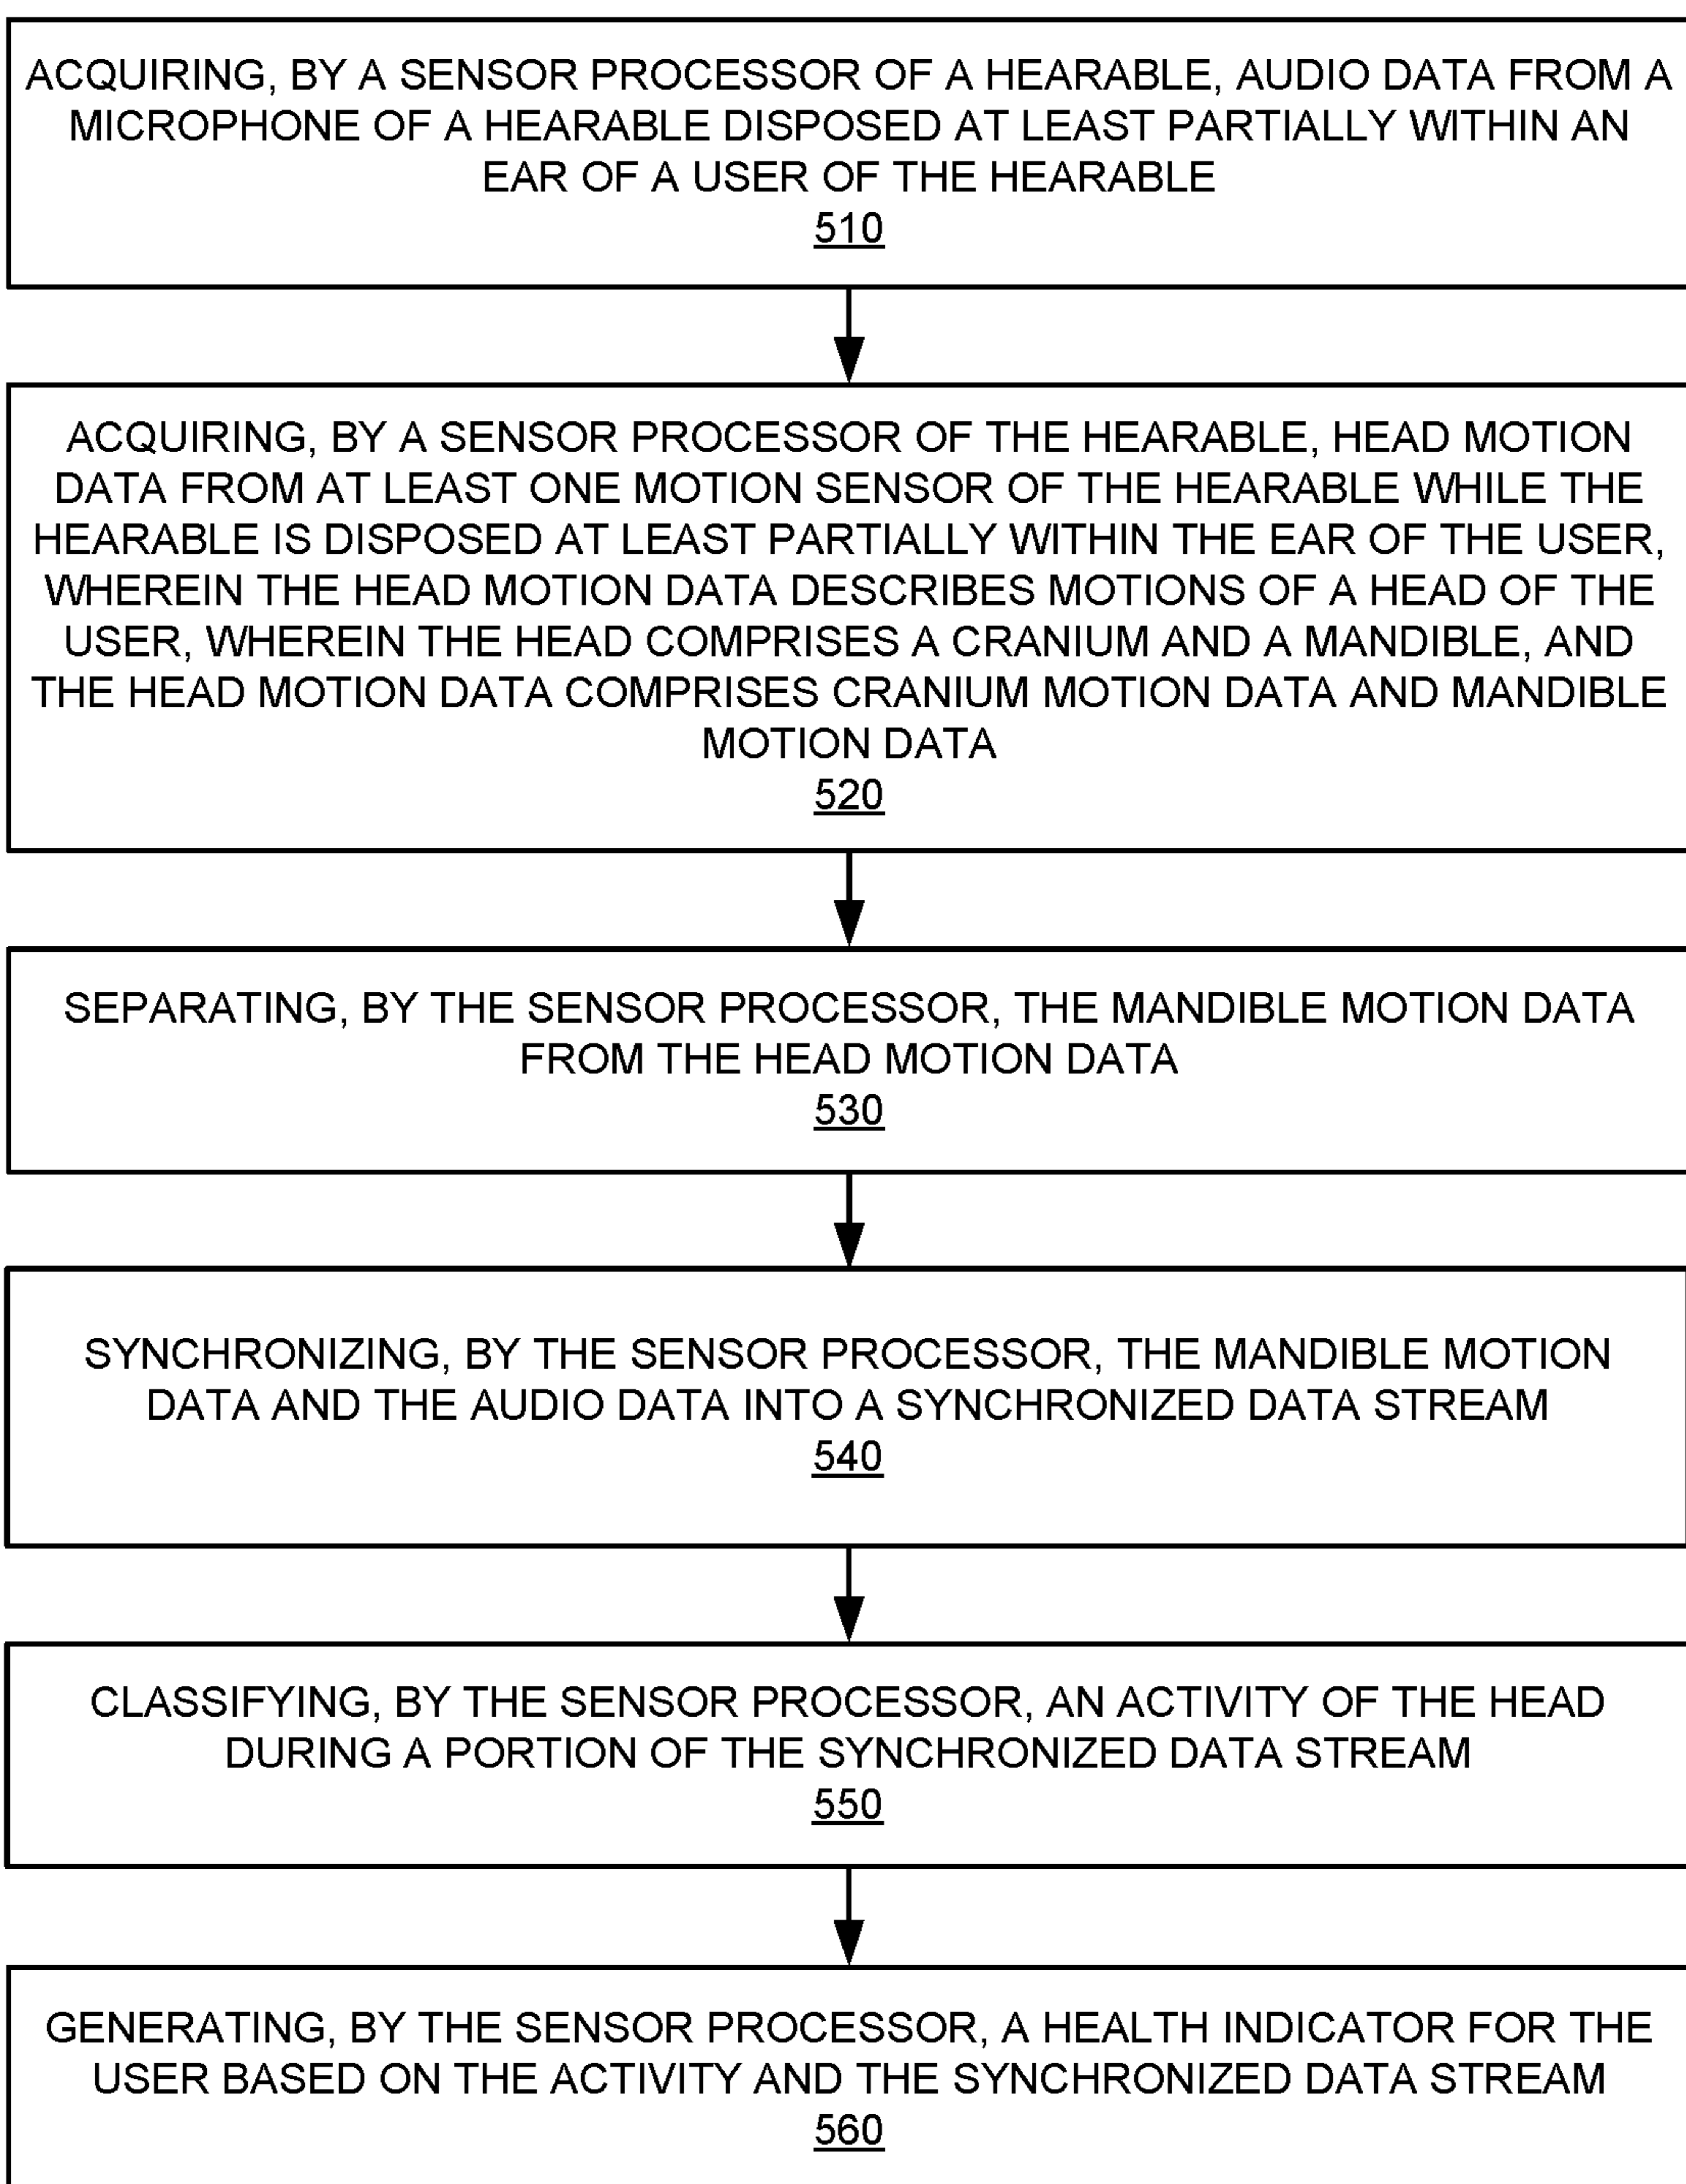 ACQUIRING, BY A SENSOR PROCESSOR OF A HEARABLE, AUDIO DATA FROM A
MICROPHONE OF A HEARABLE DISPOSED AT LEAST PARTIALLY WITHIN AN
EAR OF A USER OF THE HEARABLE
510
ACQUIRING, BY A SENSOR PROCESSOR OF THE HEARABLE, HEAD MOTION
DATA FROM AT LEAST ONE MOTION SENSOR OF THE HEARABLE WHILE THE
HEARABLE IS DISPOSED AT LEAST PARTIALLY WITHIN THE EAR OF THE USER,
WHEREIN THE HEAD MOTION DATA DESCRIBES MOTIONS OF A HEAD OF THE
USER, WHEREIN THE HEAD COMPRISES A CRANIUM AND A MANDIBLE, AND
THE HEAD MOTION DATA COMPRISES CRANIUM MOTION DATA AND MANDIBLE
MOTION DATA
520
SEPARATING, BY THE SENSOR PROCESSOR, THE MANDIBLE MOTION DATA
FROM THE HEAD MOTION DATA
530
SYNCHRONIZING, BY THE SENSOR PROCESSOR, THE MANDIBLE MOTION
DATA AND THE AUDIO DATA INTO A SYNCHRONIZED DATA STREAM
540
CLASSIFYING, BY THE SENSOR PROCESSOR, AN ACTIVITY OF THE HEAD
DURING A PORTION OF THE SYNCHRONIZED DATA STREAM
550
GENERATING, BY THE SENSOR PROCESSOR, A HEALTH INDICATOR FOR THE
USER BASED ON THE ACTIVITY AND THE SYNCHRONIZED DATA STREAM
560